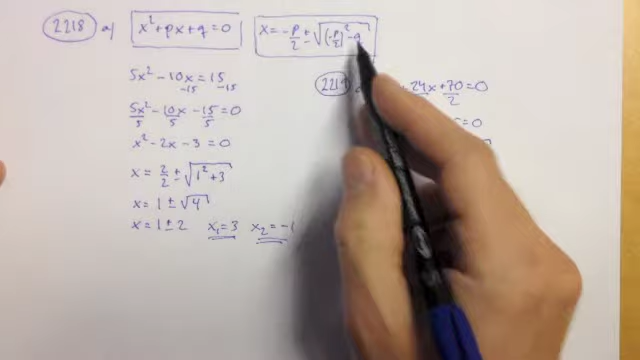 2218 a) x² + px + q = 0
x = -p/2 ± √((-p/2)² - q)
5x² - 10x = 15
-15 -15
5x²/5 - 10x/5 - 15/5 = 0
x² - 2x - 3 = 0
x = 2/2 ± √(1² + 3)
x = 1 ± √4
x = 1 ± 2 x₁ = 3 x₂ = -1
+ 24x + 70 = 0
2
= 0